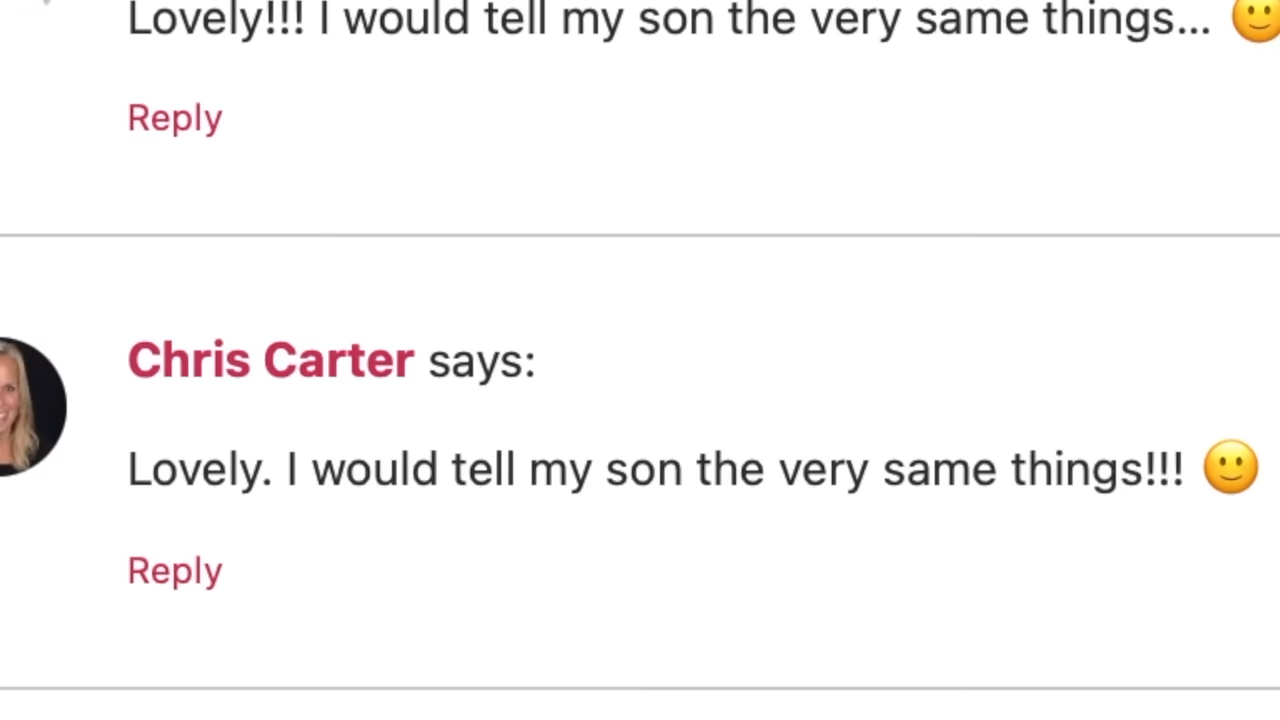 Lovely!!! I would tell my son the very same things... 🙂
Reply
Chris Carter says:
Lovely. I would tell my son the very same things!!! 🙂
Reply